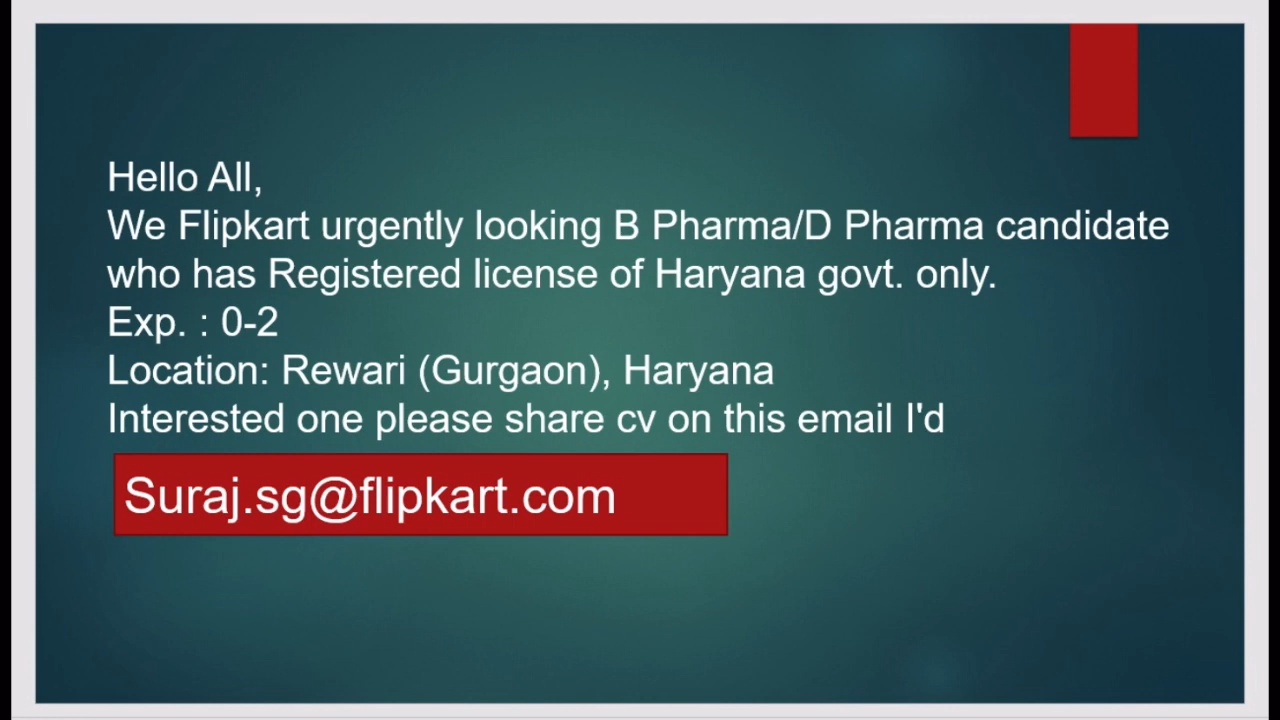 Hello All,
We Flipkart urgently looking B Pharma/D Pharma candidate
who has Registered license of Haryana govt. only.
Exp. : 0-2
Location: Rewari (Gurgaon), Haryana
Interested one please share cv on this email I'd
Suraj.sg@flipkart.com